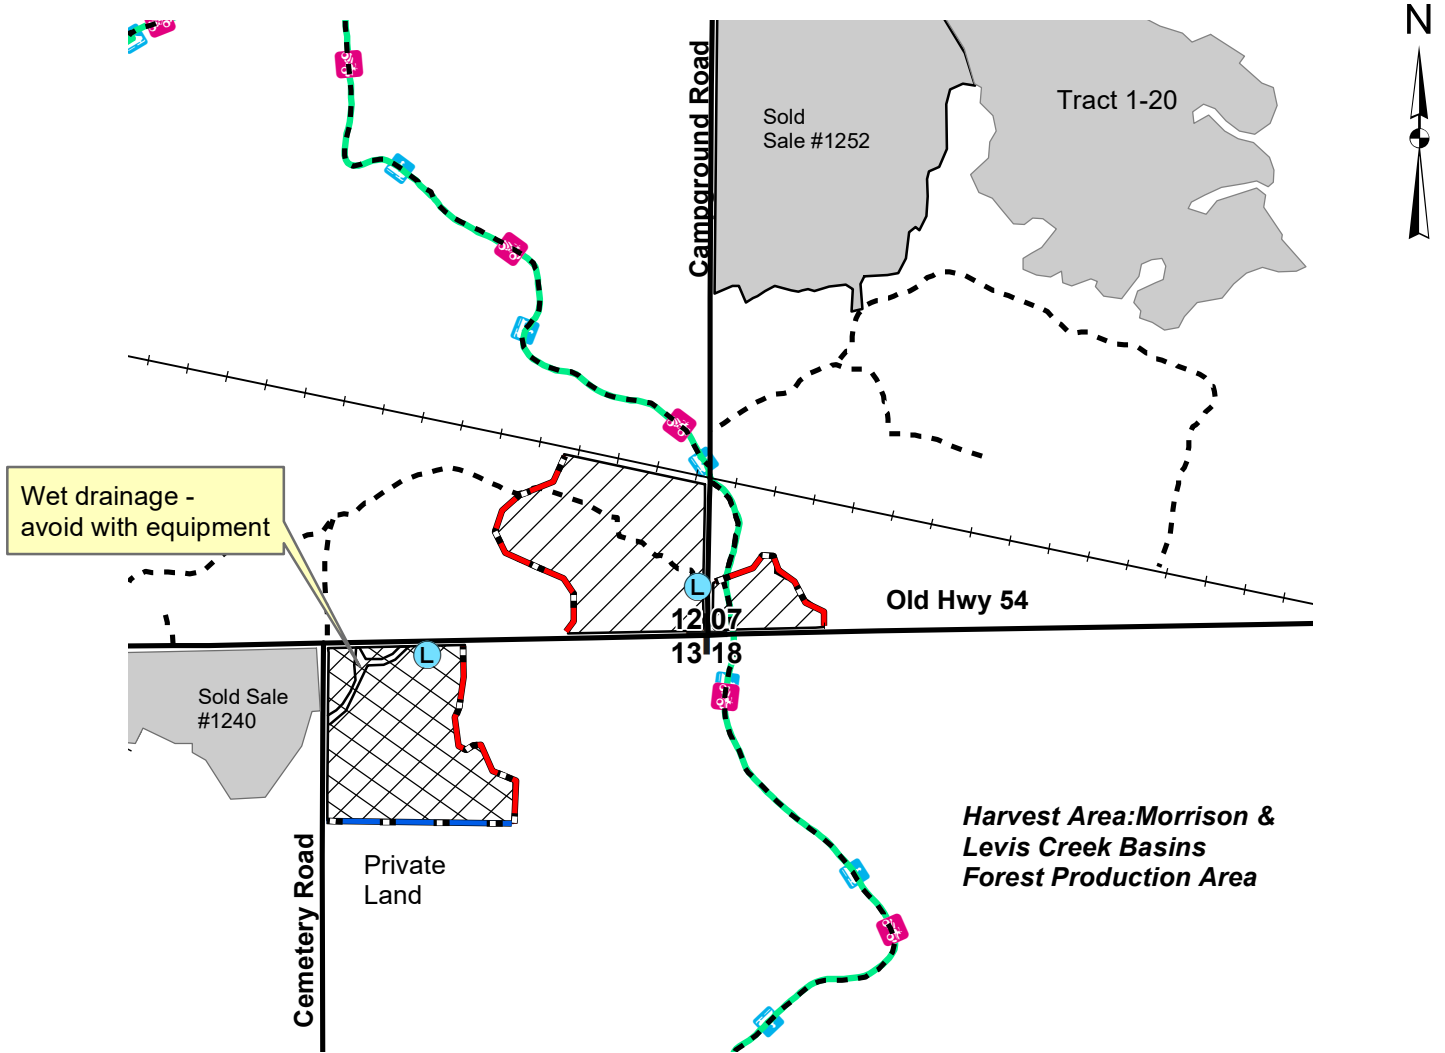 N
Campground Road
Sold
Sale #1252
Tract 1-20
Wet drainage -
avoid with equipment
L
Old Hwy 54
12 07
13 18
L
Sold Sale
#1240
Cemetery Road
Private
Land
Harvest Area:Morrison &
Levis Creek Basins
Forest Production Area